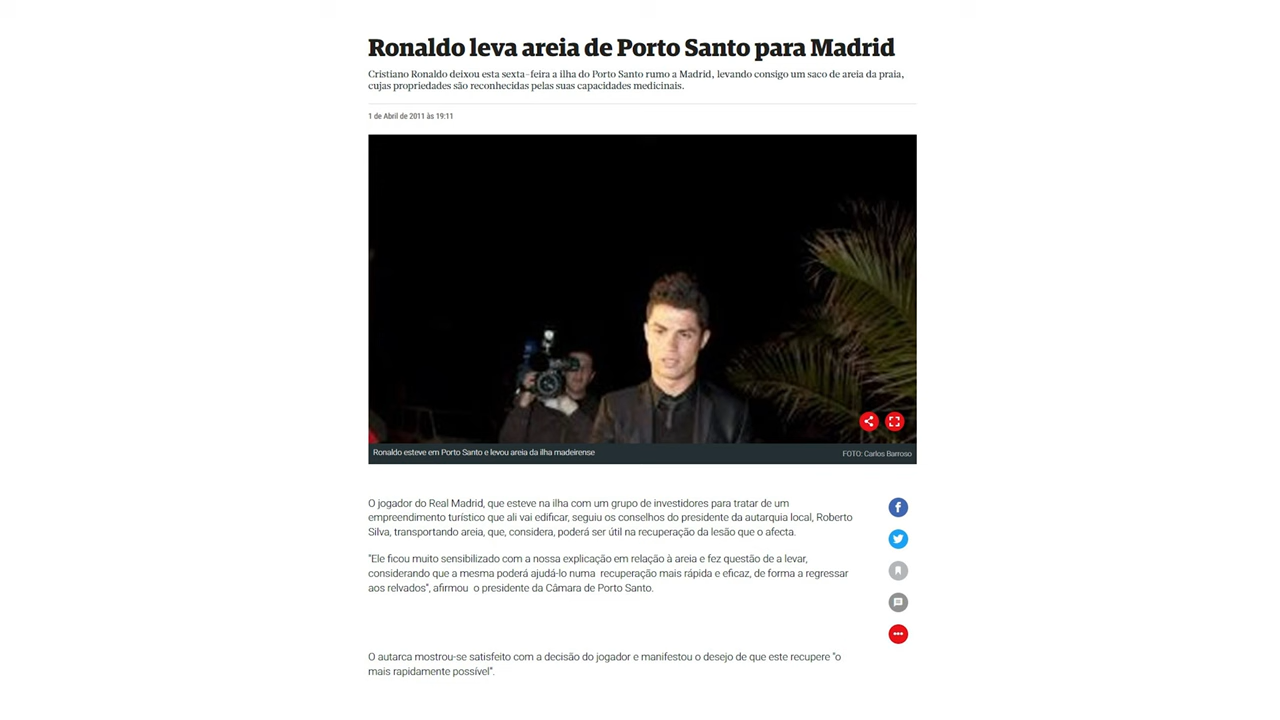 Ronaldo leva areia de Porto Santo para Madrid
Cristiano Ronaldo deixou esta sexta-feira a ilha do Porto Santo rumo a Madrid, levando consigo um saco de areia da praia,
cujas propriedades são reconhecidas pelas suas capacidades medicinais.
1 de Abril de 2011 às 19:11
Ronaldo esteve em Porto Santo e levou areia da ilha madeirense
FOTO: Carlos Barroso
O jogador do Real Madrid, que esteve na ilha com um grupo de investidores para tratar de um
empreendimento turístico que ali vai edificar, seguiu os conselhos do presidente da autarquia local, Roberto
Silva, transportando areia, que, considera, poderá ser útil na recuperação da lesão que o afecta.
"Ele ficou muito sensibilizado com a nossa explicação em relação à areia e fez questão de a levar,
considerando que a mesma poderá ajudá-lo numa  recuperação mais rápida e eficaz, de forma a regressar
aos relvados", afirmou  o presidente da Câmara de Porto Santo.
O autarca mostrou-se satisfeito com a decisão do jogador e manifestou o desejo de que este recupere "o
mais rapidamente possível".